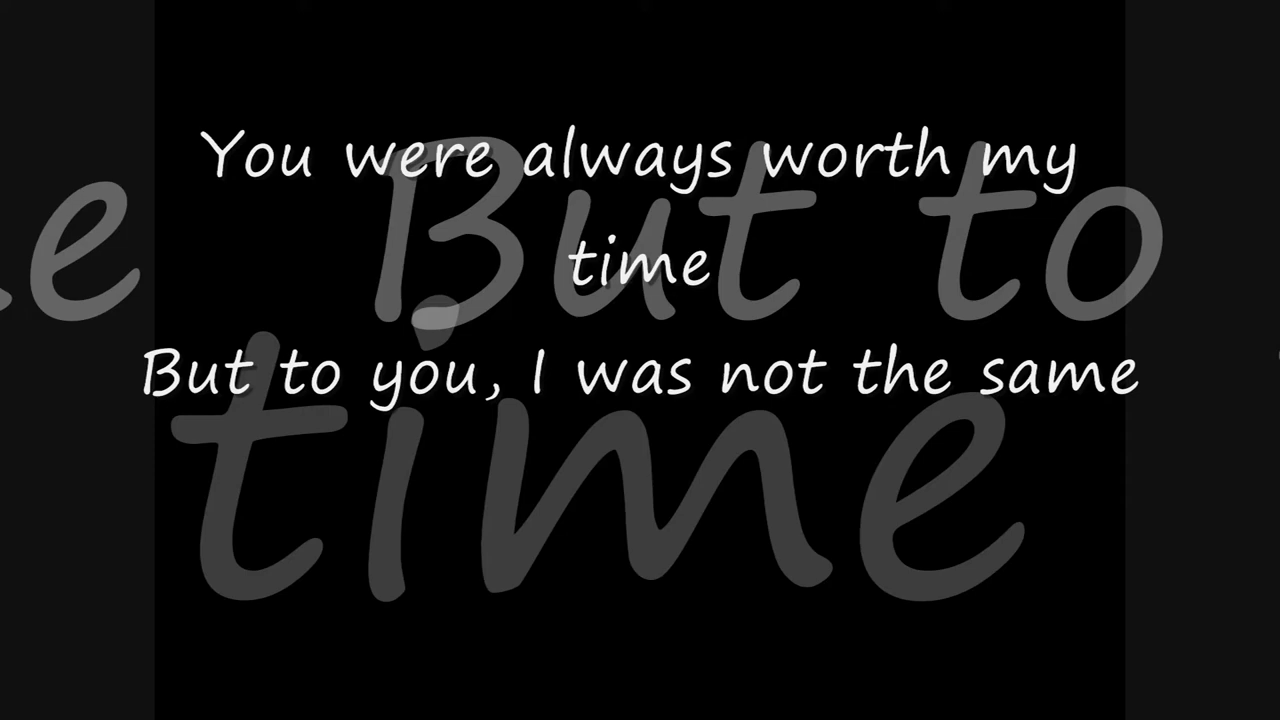 You were always worth my
time
But to you, I was not the same
e But to
time